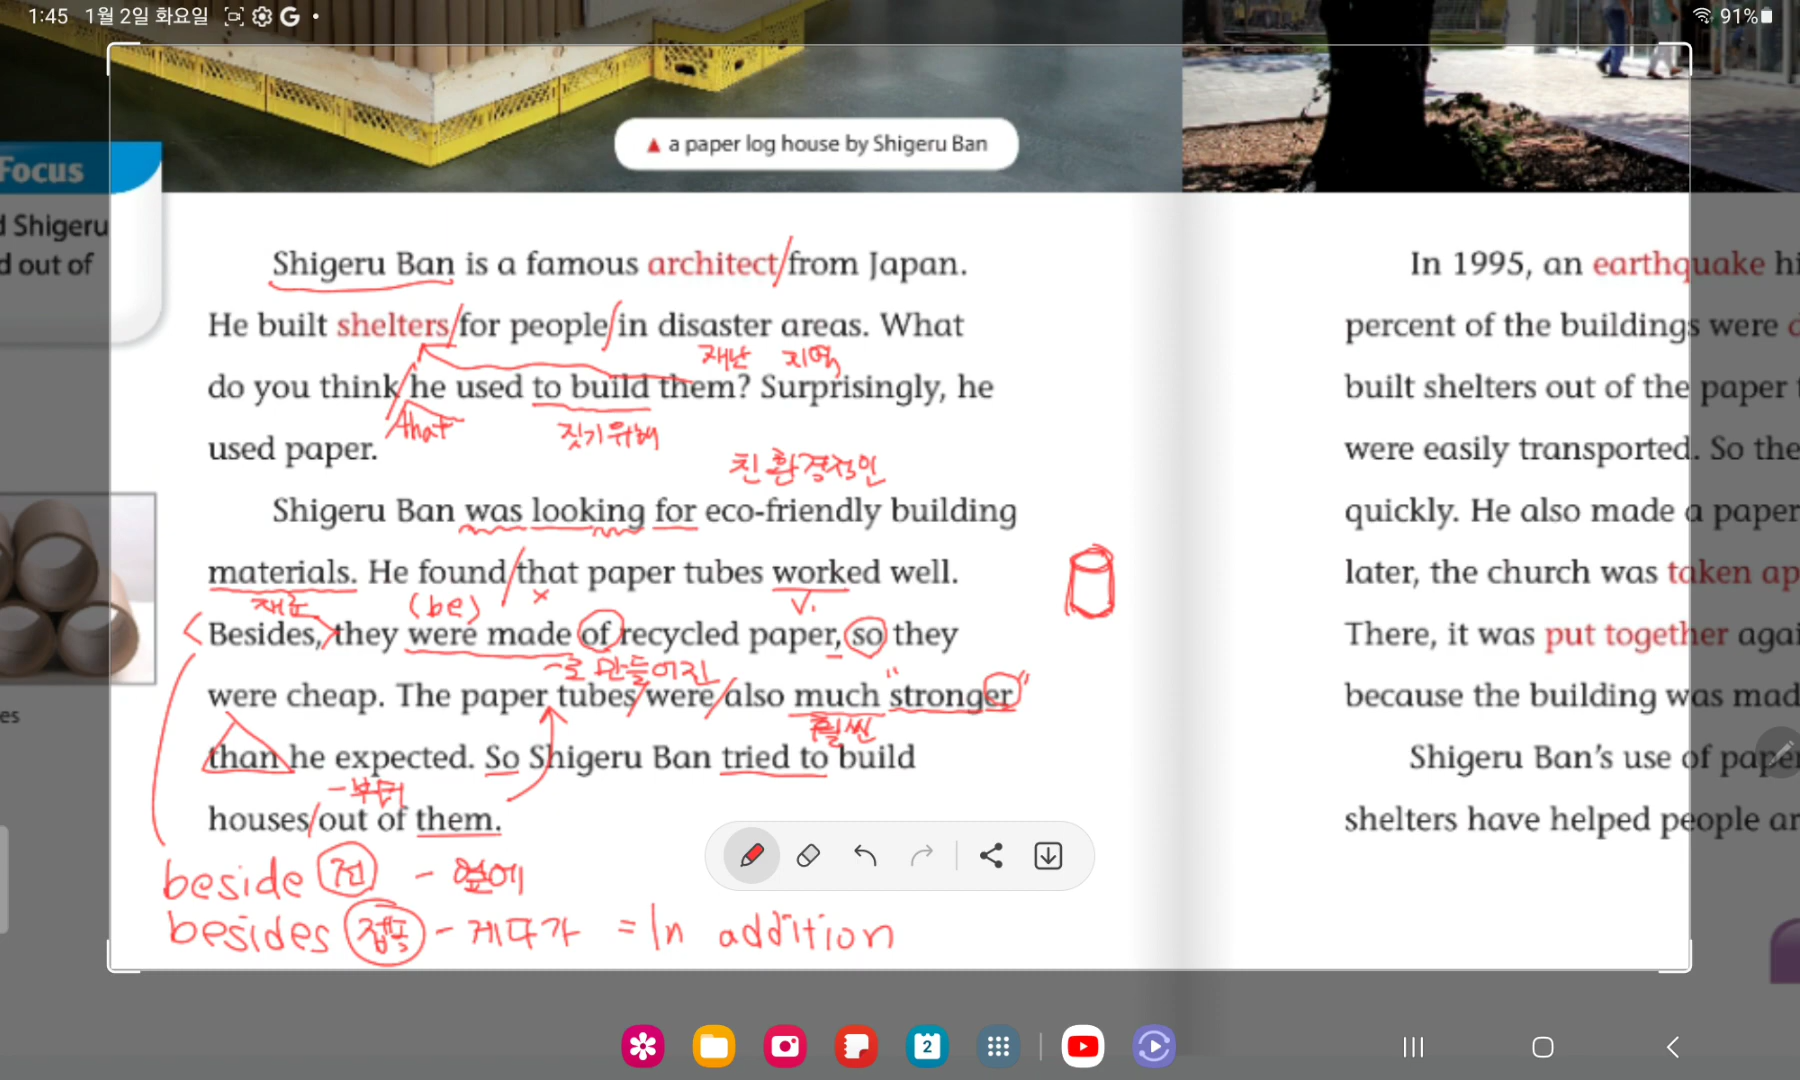 1:45 1월 2일 화요일 G
91%
▲ a paper log house by Shigeru Ban
Focus
d Shigeru
d out of
es
Shigeru Ban is a famous architect/from Japan.
He built shelters/for people/in disaster areas. What
재난 지역
do you think he used to build them? Surprisingly, he
that 짓기위해
used paper.
친환경적인
Shigeru Ban was looking for eco-friendly building
materials. He found/that paper tubes worked well.
재료 (be) x V.
<Besides,> they were made of recycled paper, so they
~로 만들어진
were cheap. The paper tubes/were/also much "stronger"
훨씬
than he expected. So Shigeru Ban tried to build
~부터
houses/out of them.
beside 전 - 옆에
besides 접속 - 게다가 = In addition
In 1995, an earthquake hi
percent of the buildings were d
built shelters out of the paper t
were easily transported. So the
quickly. He also made a paper
later, the church was taken ap
There, it was put together agai
because the building was mad
Shigeru Ban's use of paper
shelters have helped people ar
2